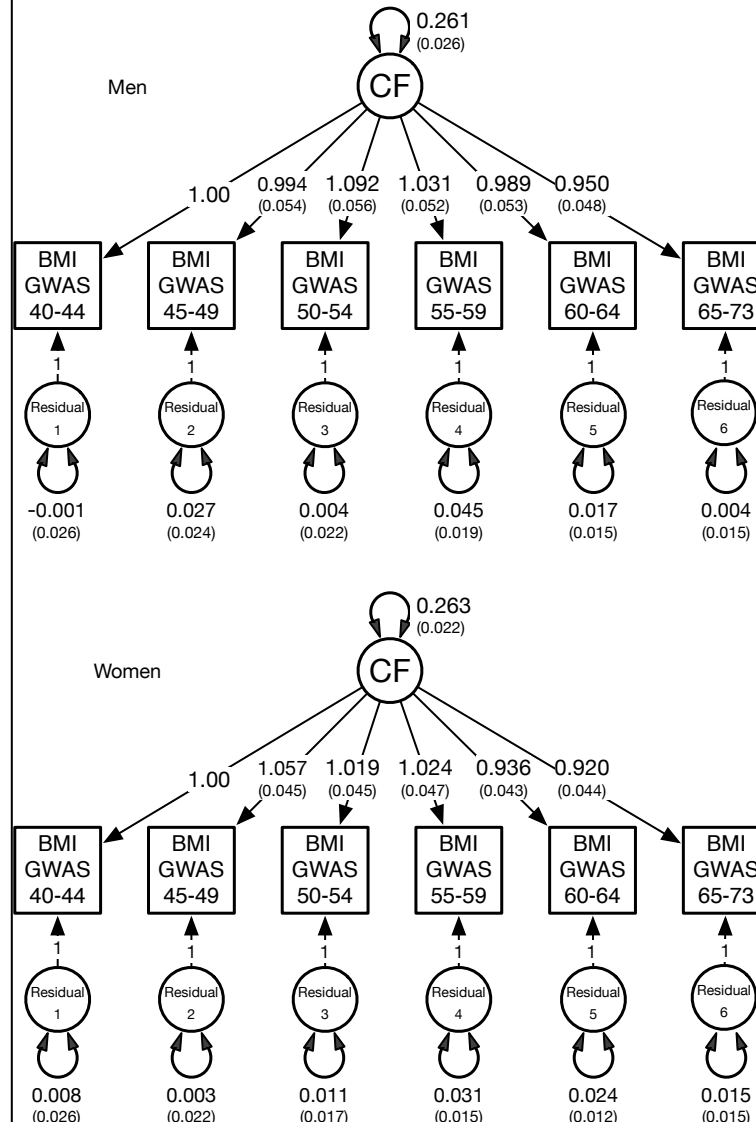 0.261
(0.026)
CF
Men
1.00 0.994 1.092 1.031 0.989 0.950
(0.054) (0.056) (0.052) (0.053) (0.048)
BMI BMI BMI BMI BMI BMI
GWAS GWAS GWAS GWAS GWAS GWAS
40-44 45-49 50-54 55-59 60-64 65-73
1 1 1 1 1 1
Residual Residual Residual Residual Residual Residual
1 2 3 4 5 6
-0.001 0.027 0.004 0.045 0.017 0.004
(0.026) (0.024) (0.022) (0.019) (0.015) (0.015)
0.263
(0.022)
CF
Women
1.00 1.057 1.019 1.024 0.936 0.920
(0.045) (0.045) (0.047) (0.043) (0.044)
BMI BMI BMI BMI BMI BMI
GWAS GWAS GWAS GWAS GWAS GWAS
40-44 45-49 50-54 55-59 60-64 65-73
1 1 1 1 1 1
Residual Residual Residual Residual Residual Residual
1 2 3 4 5 6
0.008 0.003 0.011 0.031 0.024 0.015
(0.026) (0.022) (0.017) (0.015) (0.012) (0.015)